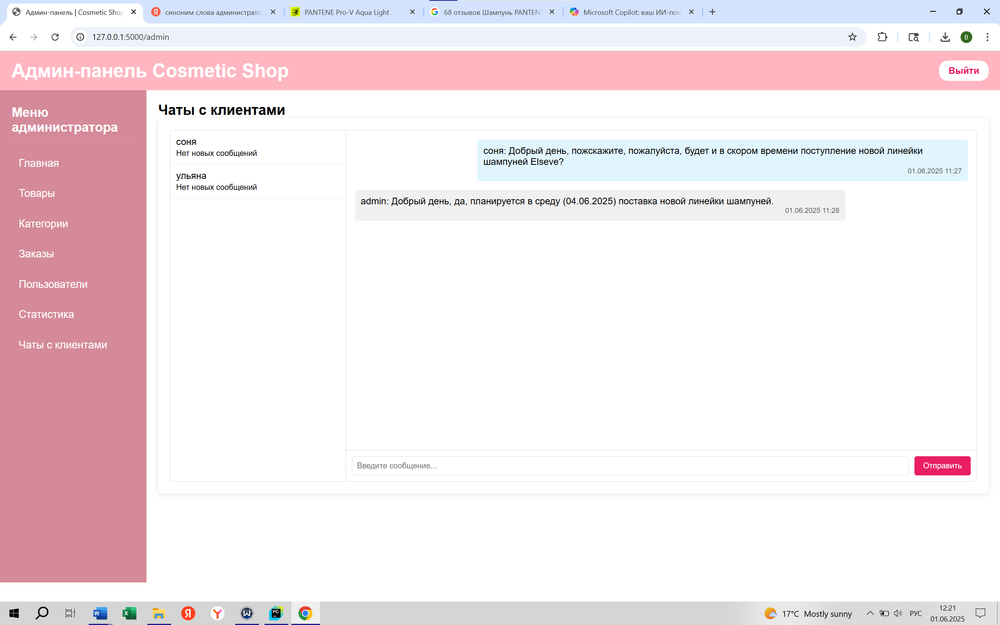 Админ-панель | Cosmetic Shop
синоним слова администратор
PANTENE Pro-V Aqua Light
68 отзывов Шампунь PANTENE
Microsoft Copilot: ваш ИИ-пом
127.0.0.1:5000/admin
B
Админ-панель Cosmetic Shop
Выйти
Меню
администратора
Главная
Товары
Категории
Заказы
Пользователи
Статистика
Чаты с клиентами
Чаты с клиентами
соня
Нет новых сообщений
ульяна
Нет новых сообщений
соня: Добрый день, пожскажите, пожалуйста, будет и в скором времени поступление новой линейки
шампуней Elseve?
01.06.2025 11:27
admin: Добрый день, да, планируется в среду (04.06.2025) поставка новой линейки шампуней.
01.06.2025 11:28
Введите сообщение...
Отправить
17°C Mostly sunny
РУС
12:21
01.06.2025